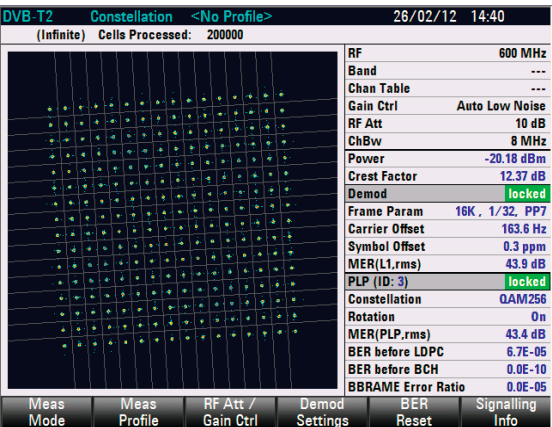 DVB-T2 Constellation <No Profile> 26/02/12 14:40
(Infinite) Cells Processed: 200000
RF 600 MHz
Band ---
Chan Table ---
Gain Ctrl Auto Low Noise
RF Att 10 dB
ChBw 8 MHz
Power -20.18 dBm
Crest Factor 12.37 dB
Demod locked
Frame Param 16K , 1/32, PP7
Carrier Offset 163.6 Hz
Symbol Offset 0.3 ppm
MER(L1,rms) 43.9 dB
PLP (ID: 3) locked
Constellation QAM256
Rotation On
MER(PLP,rms) 43.4 dB
BER before LDPC 6.7E-05
BER before BCH 0.0E-10
BBRAME Error Ratio 0.0E-05
Meas Mode
Meas Profile
RF Att / Gain Ctrl
Demod Settings
BER Reset
Signalling Info